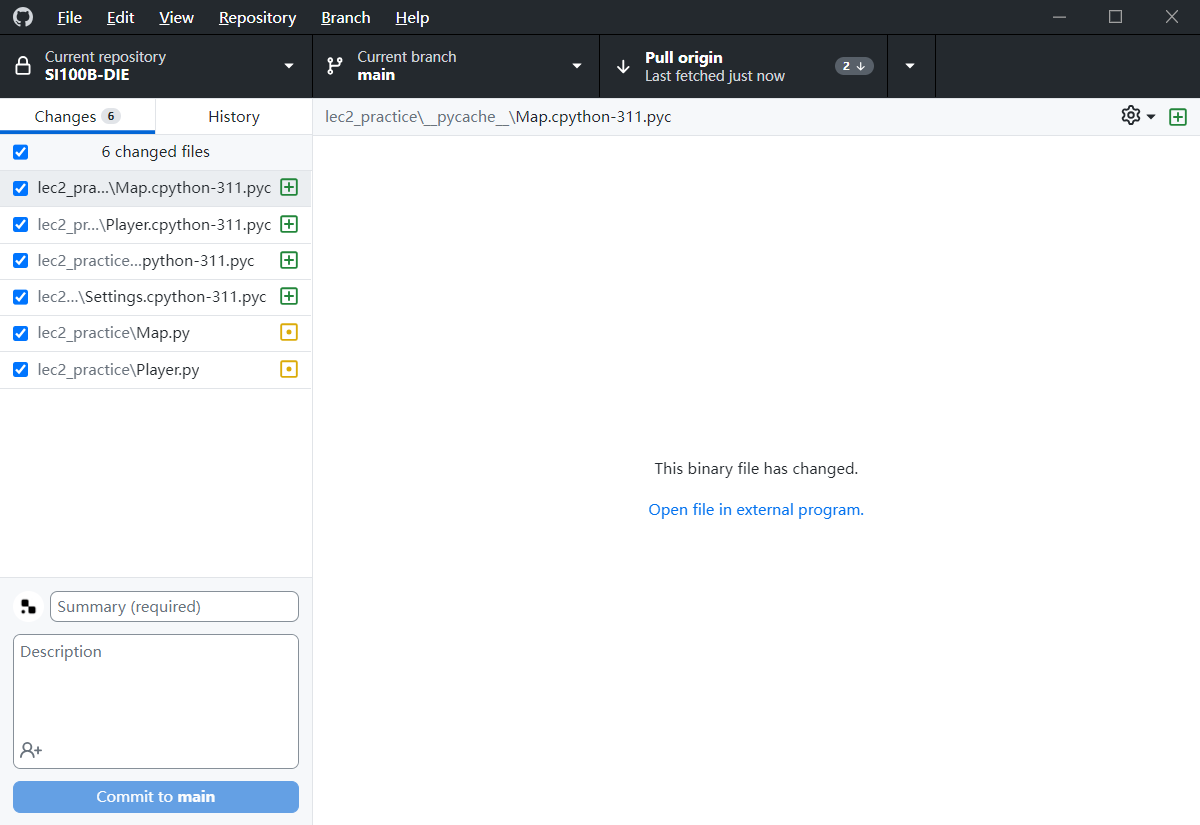 File Edit View Repository Branch Help
Current repository
SI100B-DIE
Current branch
main
Pull origin
Last fetched just now
2
Changes 6
History
lec2_practice\__pycache__\Map.cpython-311.pyc
6 changed files
lec2_pra...\Map.cpython-311.pyc
lec2_pr...\Player.cpython-311.pyc
lec2_practice...python-311.pyc
lec2...\Settings.cpython-311.pyc
lec2_practice\Map.py
lec2_practice\Player.py
This binary file has changed.
Open file in external program.
Summary (required)
Description
Commit to main